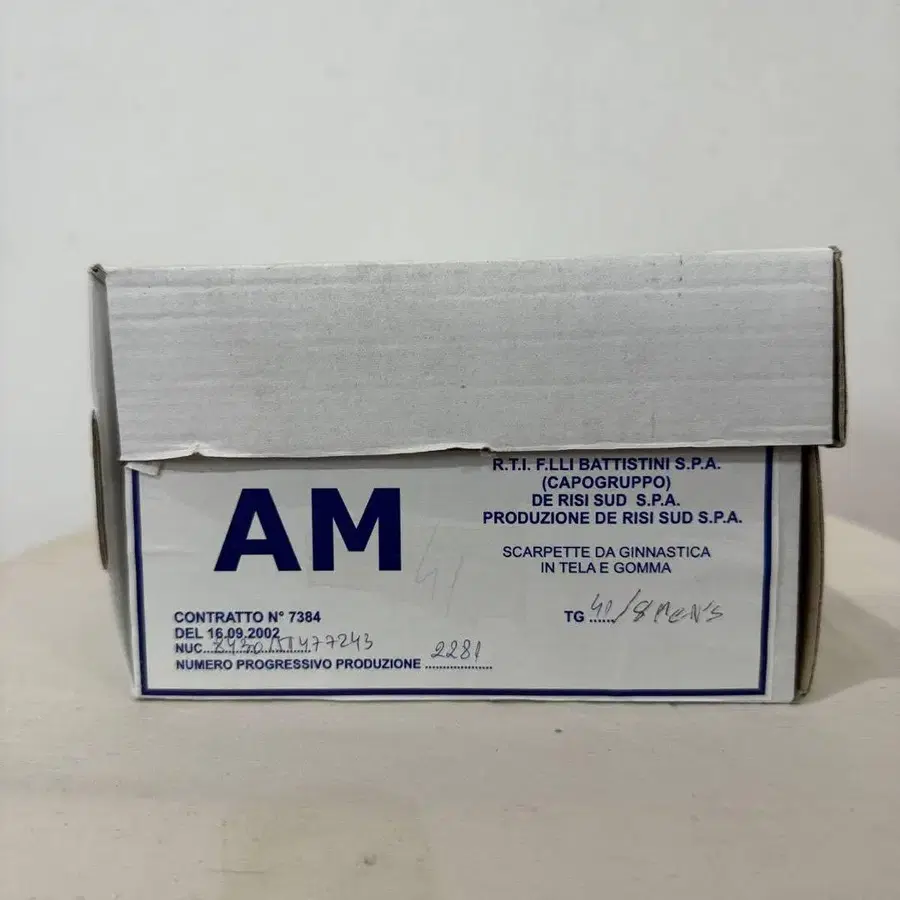 R.T.I. F.LLI BATTISTINI S.P.A.
(CAPOGRUPPO)
DE RISI SUD S.P.A.
PRODUZIONE DE RISI SUD S.P.A.
AM
41
SCARPETTE DA GINNASTICA
IN TELA E GOMMA
TG ...... 41/8 MEN'S
CONTRATTO N° 7384
DEL 16.09.2002
NUC
NUMERO PROGRESSIVO PRODUZIONE .................. 2281